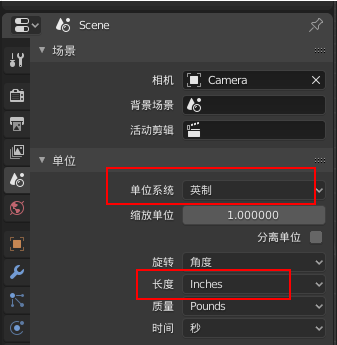 Scene
场景
相机 Camera
背景场景
活动剪辑
单位
单位系统 英制
缩放单位 1.000000
分离单位
旋转 角度
长度 Inches
质量 Pounds
时间 秒